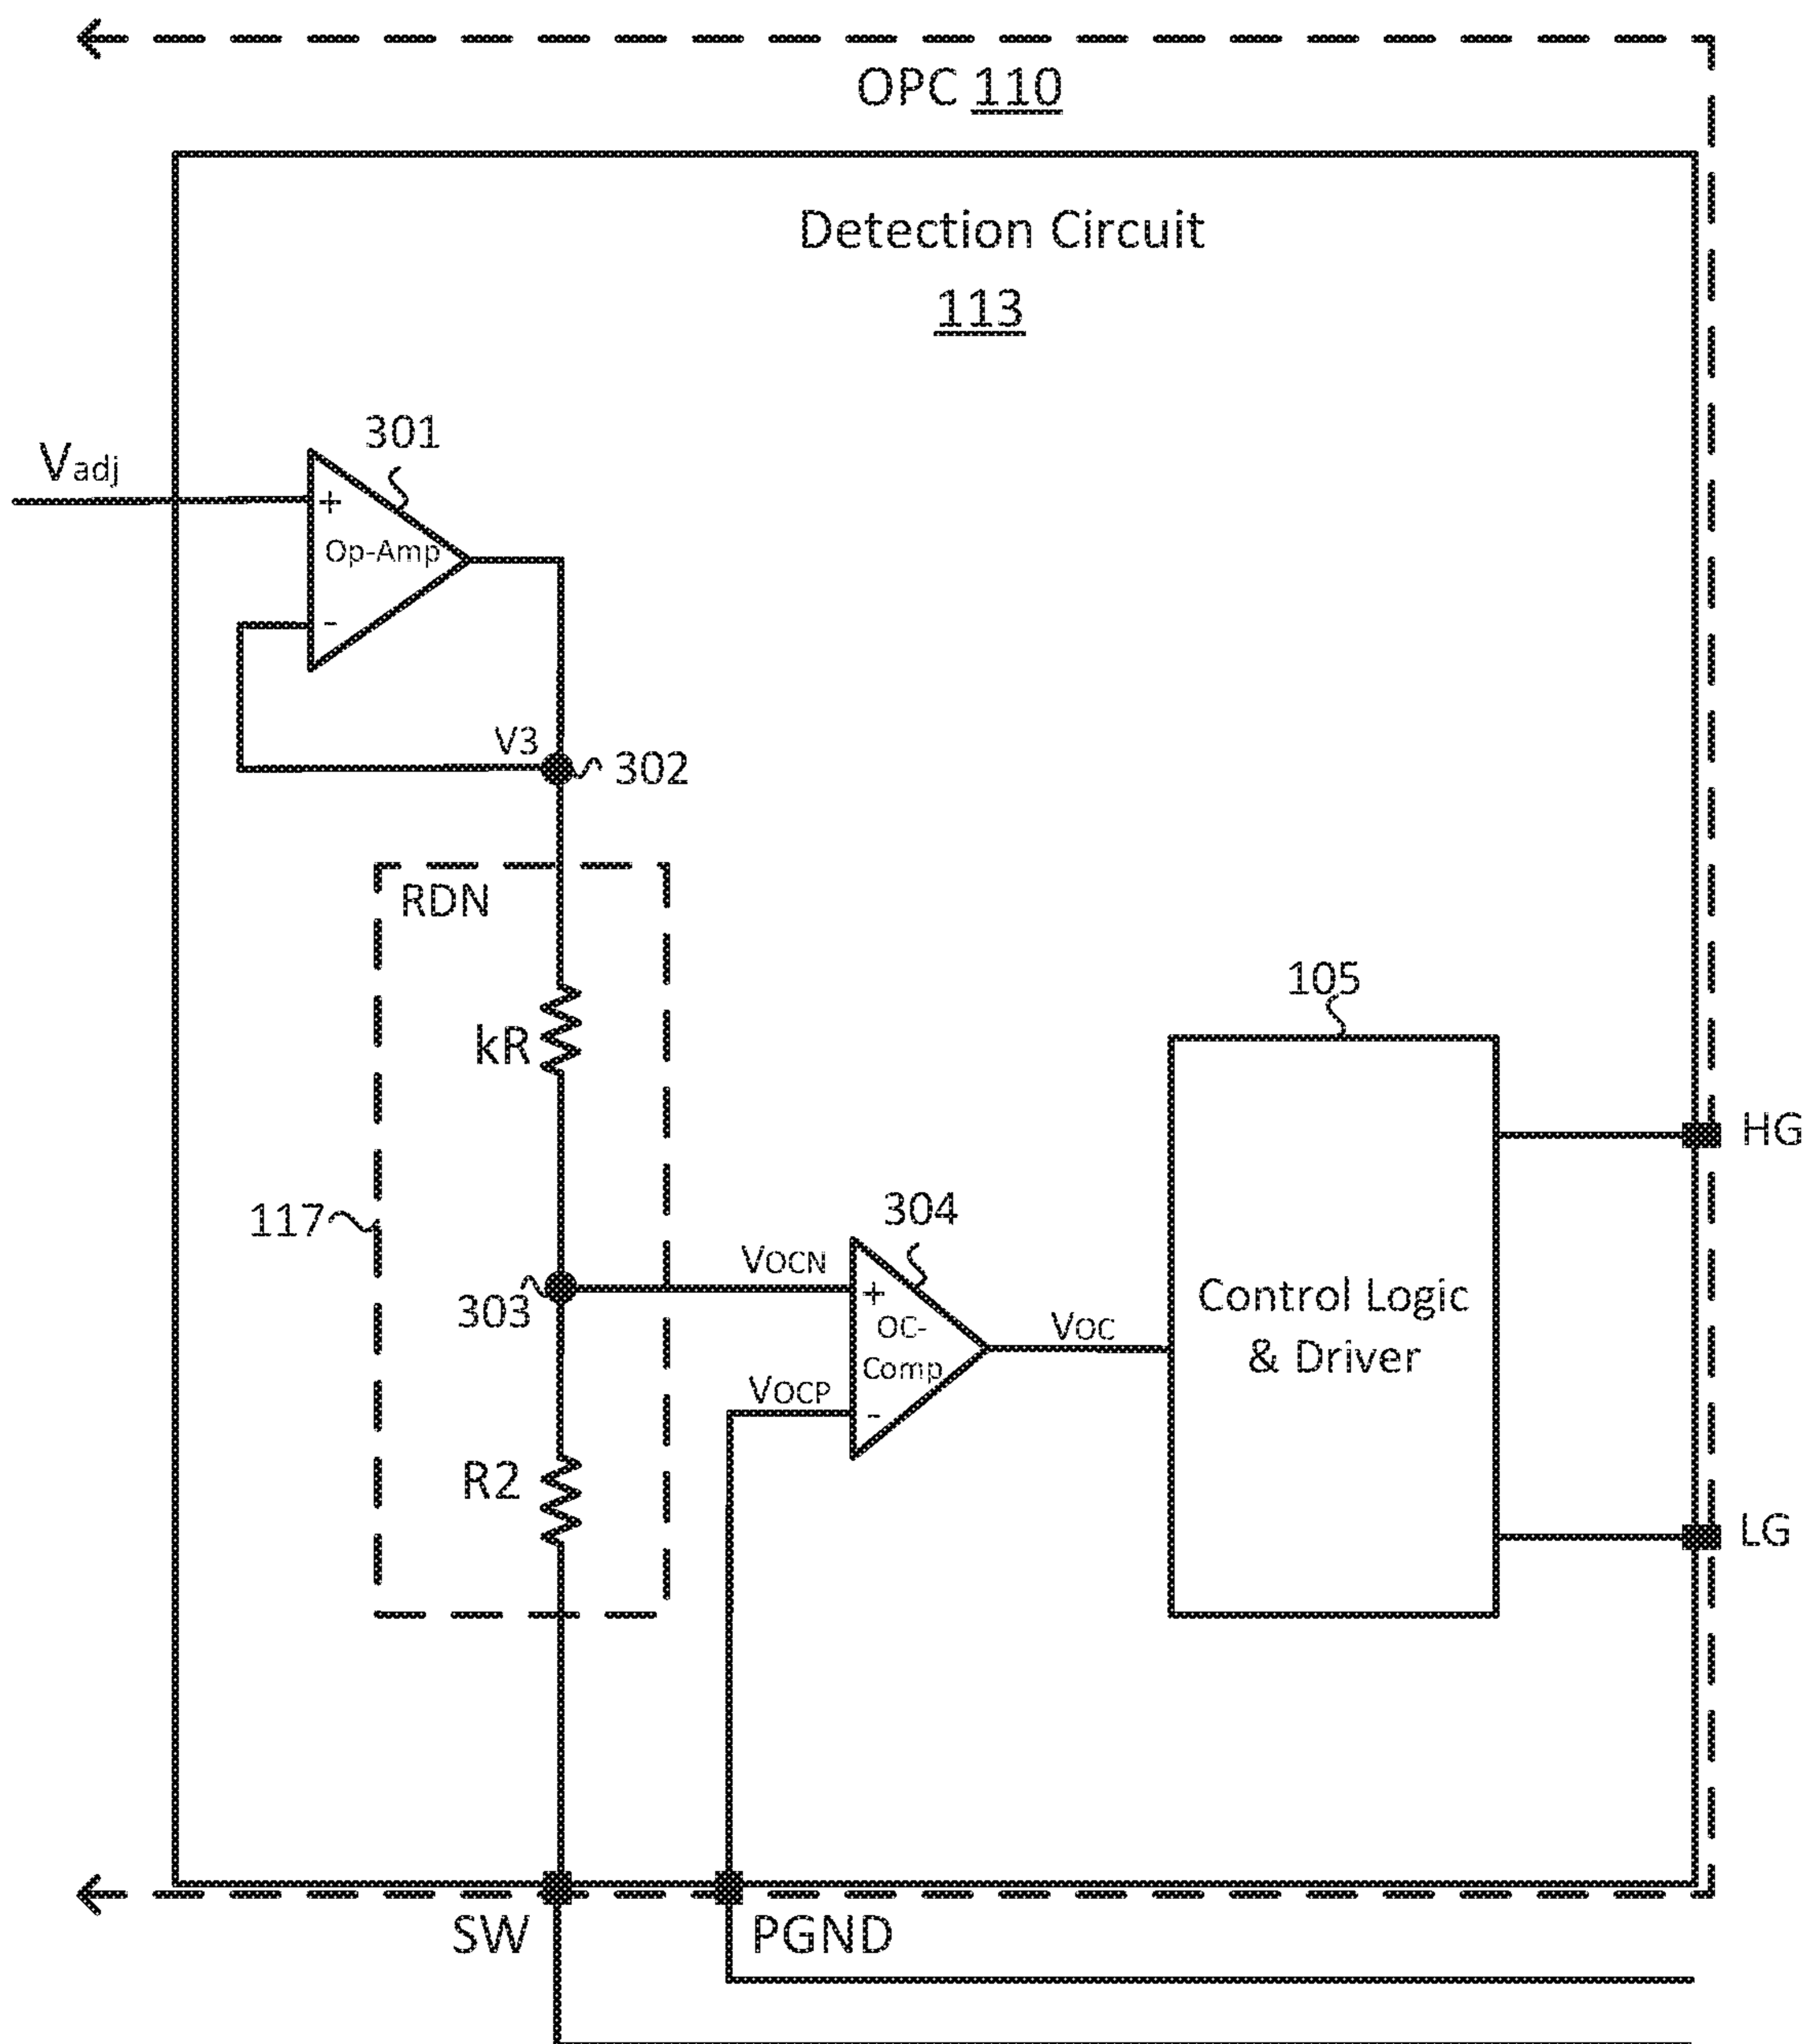 OPC 110
Detection Circuit
113
Vadj
301
+
Op-Amp
-
V3
302
RDN
kR
105
HG
117
304
VOCN
+
303
OC-
Comp
VOC
Control Logic
& Driver
VOCP
-
R2
LG
SW
PGND